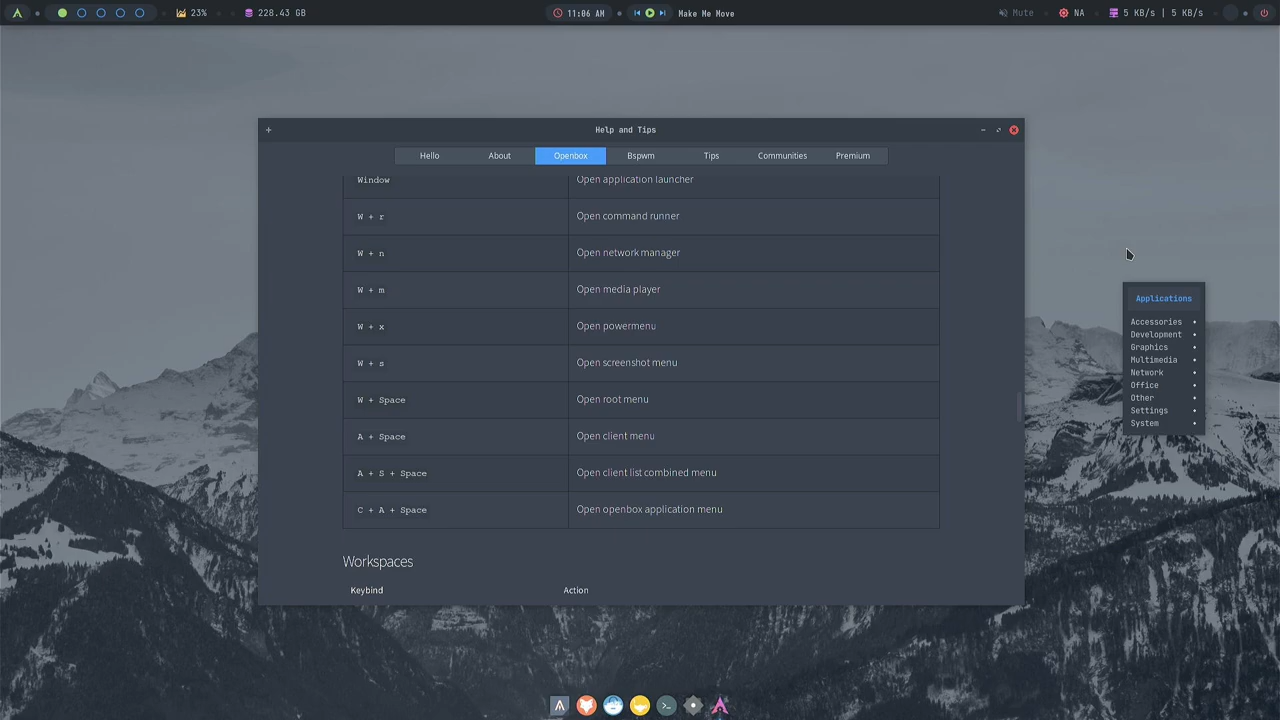 23% 228.43 GB 11:06 AM Make Me Move Mute NA 5 KB/s | 5 KB/s
Help and Tips
Hello About Openbox Bspwm Tips Communities Premium
Window Open application launcher
W + r Open command runner
W + n Open network manager
W + m Open media player
W + x Open powermenu
W + s Open screenshot menu
W + Space Open root menu
A + Space Open client menu
A + S + Space Open client list combined menu
C + A + Space Open openbox application menu
Workspaces
Keybind Action
Applications
Accessories
Development
Graphics
Multimedia
Network
Office
Other
Settings
System